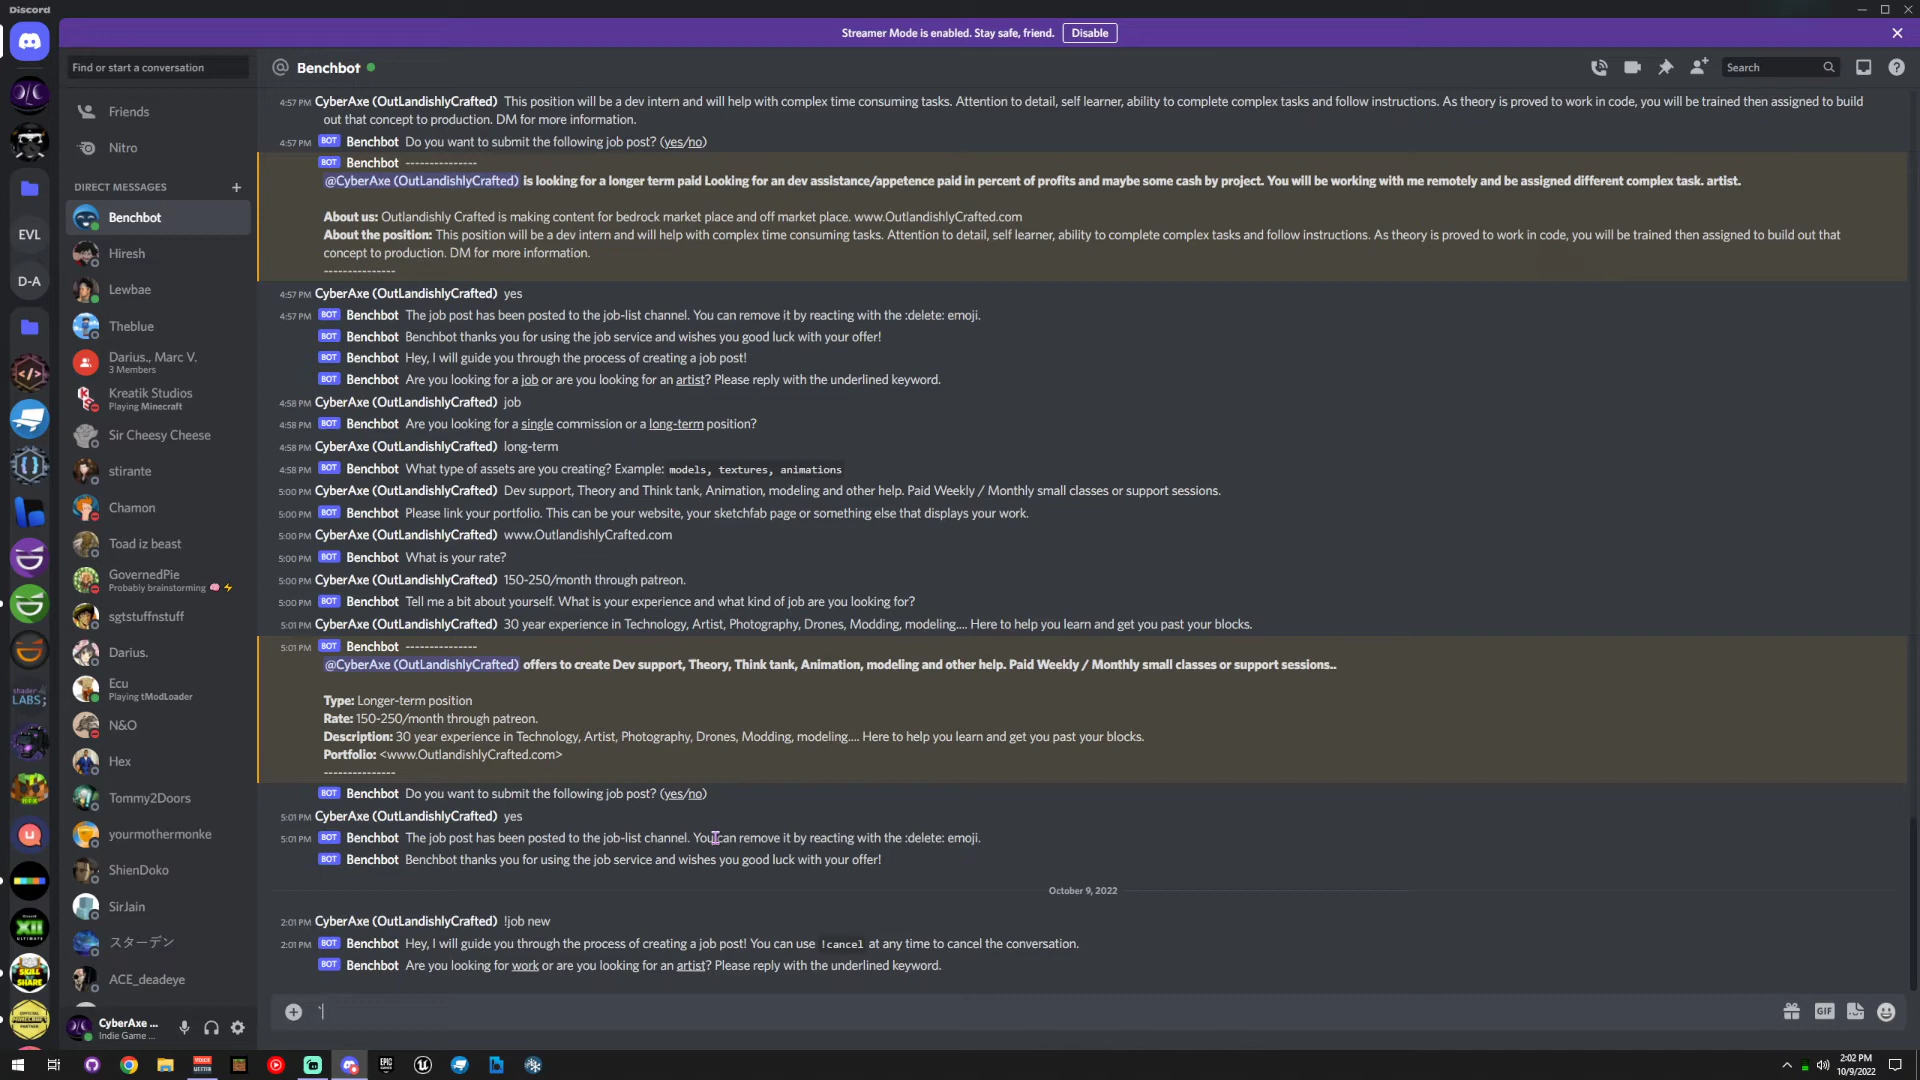 Discord
Streamer Mode is enabled. Stay safe, friend. Disable
Find or start a conversation
Benchbot
Search
Friends
Nitro
DIRECT MESSAGES
Benchbot
Hiresh
Lewbae
Theblue
Darius., Marc V.
3 Members
Kreatik Studios
Playing Minecraft
Sir Cheesy Cheese
stirante
Chamon
Toad iz beast
GovernedPie
Probably brainstorming 🧠 ⚡
sgtstuffnstuff
Darius.
Ecu
Playing tModLoader
N&O
Hex
Tommy2Doors
yourmothermonke
ShienDoko
SirJain
スターデン
ACE_deadeye
EVL
D-A
shader
LABS;
XII
SKILL
SHARE
CyberAxe ...
Indie Game ...
4:57 PM CyberAxe (OutLandishlyCrafted) This position will be a dev intern and will help with complex time consuming tasks. Attention to detail, self learner, ability to complete complex tasks and follow instructions. As theory is proved to work in code, you will be trained then assigned to build
out that concept to production. DM for more information.
4:57 PM BOT Benchbot Do you want to submit the following job post? (yes/no)
BOT Benchbot ---------------
@CyberAxe (OutLandishlyCrafted) is looking for a longer term paid Looking for an dev assistance/appetence paid in percent of profits and maybe some cash by project. You will be working with me remotely and be assigned different complex task. artist.
About us: Outlandishly Crafted is making content for bedrock market place and off market place. www.OutlandishlyCrafted.com
About the position: This position will be a dev intern and will help with complex time consuming tasks. Attention to detail, self learner, ability to complete complex tasks and follow instructions. As theory is proved to work in code, you will be trained then assigned to build out that
concept to production. DM for more information.
---------------
4:57 PM CyberAxe (OutLandishlyCrafted) yes
4:57 PM BOT Benchbot The job post has been posted to the job-list channel. You can remove it by reacting with the :delete: emoji.
BOT Benchbot Benchbot thanks you for using the job service and wishes you good luck with your offer!
BOT Benchbot Hey, I will guide you through the process of creating a job post!
BOT Benchbot Are you looking for a job or are you looking for an artist? Please reply with the underlined keyword.
4:58 PM CyberAxe (OutLandishlyCrafted) job
4:58 PM BOT Benchbot Are you looking for a single commission or a long-term position?
4:58 PM CyberAxe (OutLandishlyCrafted) long-term
4:58 PM BOT Benchbot What type of assets are you creating? Example: models, textures, animations
5:00 PM CyberAxe (OutLandishlyCrafted) Dev support, Theory and Think tank, Animation, modeling and other help. Paid Weekly / Monthly small classes or support sessions.
5:00 PM BOT Benchbot Please link your portfolio. This can be your website, your sketchfab page or something else that displays your work.
5:00 PM CyberAxe (OutLandishlyCrafted) www.OutlandishlyCrafted.com
5:00 PM BOT Benchbot What is your rate?
5:00 PM CyberAxe (OutLandishlyCrafted) 150-250/month through patreon.
5:00 PM BOT Benchbot Tell me a bit about yourself. What is your experience and what kind of job are you looking for?
5:01 PM CyberAxe (OutLandishlyCrafted) 30 year experience in Technology, Artist, Photography, Drones, Modding, modeling.... Here to help you learn and get you past your blocks.
5:01 PM BOT Benchbot ---------------
@CyberAxe (OutLandishlyCrafted) offers to create Dev support, Theory, Think tank, Animation, modeling and other help. Paid Weekly / Monthly small classes or support sessions..
Type: Longer-term position
Rate: 150-250/month through patreon.
Description: 30 year experience in Technology, Artist, Photography, Drones, Modding, modeling.... Here to help you learn and get you past your blocks.
Portfolio: <www.OutlandishlyCrafted.com>
---------------
BOT Benchbot Do you want to submit the following job post? (yes/no)
5:01 PM CyberAxe (OutLandishlyCrafted) yes
5:01 PM BOT Benchbot The job post has been posted to the job-list channel. You can remove it by reacting with the :delete: emoji.
BOT Benchbot Benchbot thanks you for using the job service and wishes you good luck with your offer!
October 9, 2022
2:01 PM CyberAxe (OutLandishlyCrafted) !job new
2:01 PM BOT Benchbot Hey, I will guide you through the process of creating a job post! You can use !cancel at any time to cancel the conversation.
BOT Benchbot Are you looking for work or are you looking for an artist? Please reply with the underlined keyword.
`
GIF
VOICE
MEETER
EPIC
GAMES
2:02 PM
10/9/2022